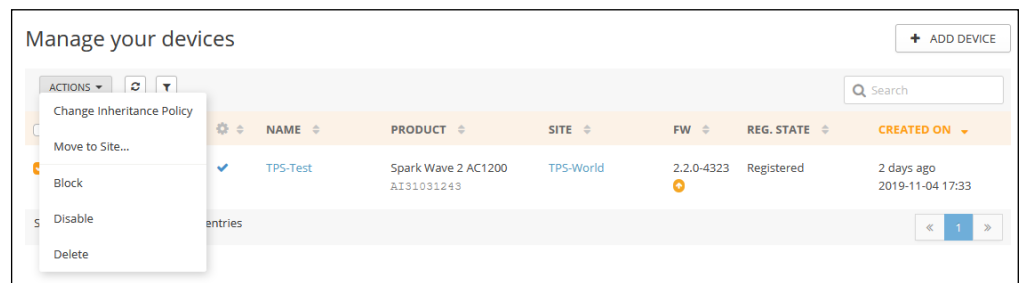 Manage your devices
+ ADD DEVICE
ACTIONS
Search
Change Inheritance Policy
Move to Site...
Block
Disable
Delete
NAME
PRODUCT
SITE
FW
REG. STATE
CREATED ON
TPS-Test
Spark Wave 2 AC1200
AI31031243
TPS-World
2.2.0-4323
Registered
2 days ago
2019-11-04 17:33
entries
« 1 »